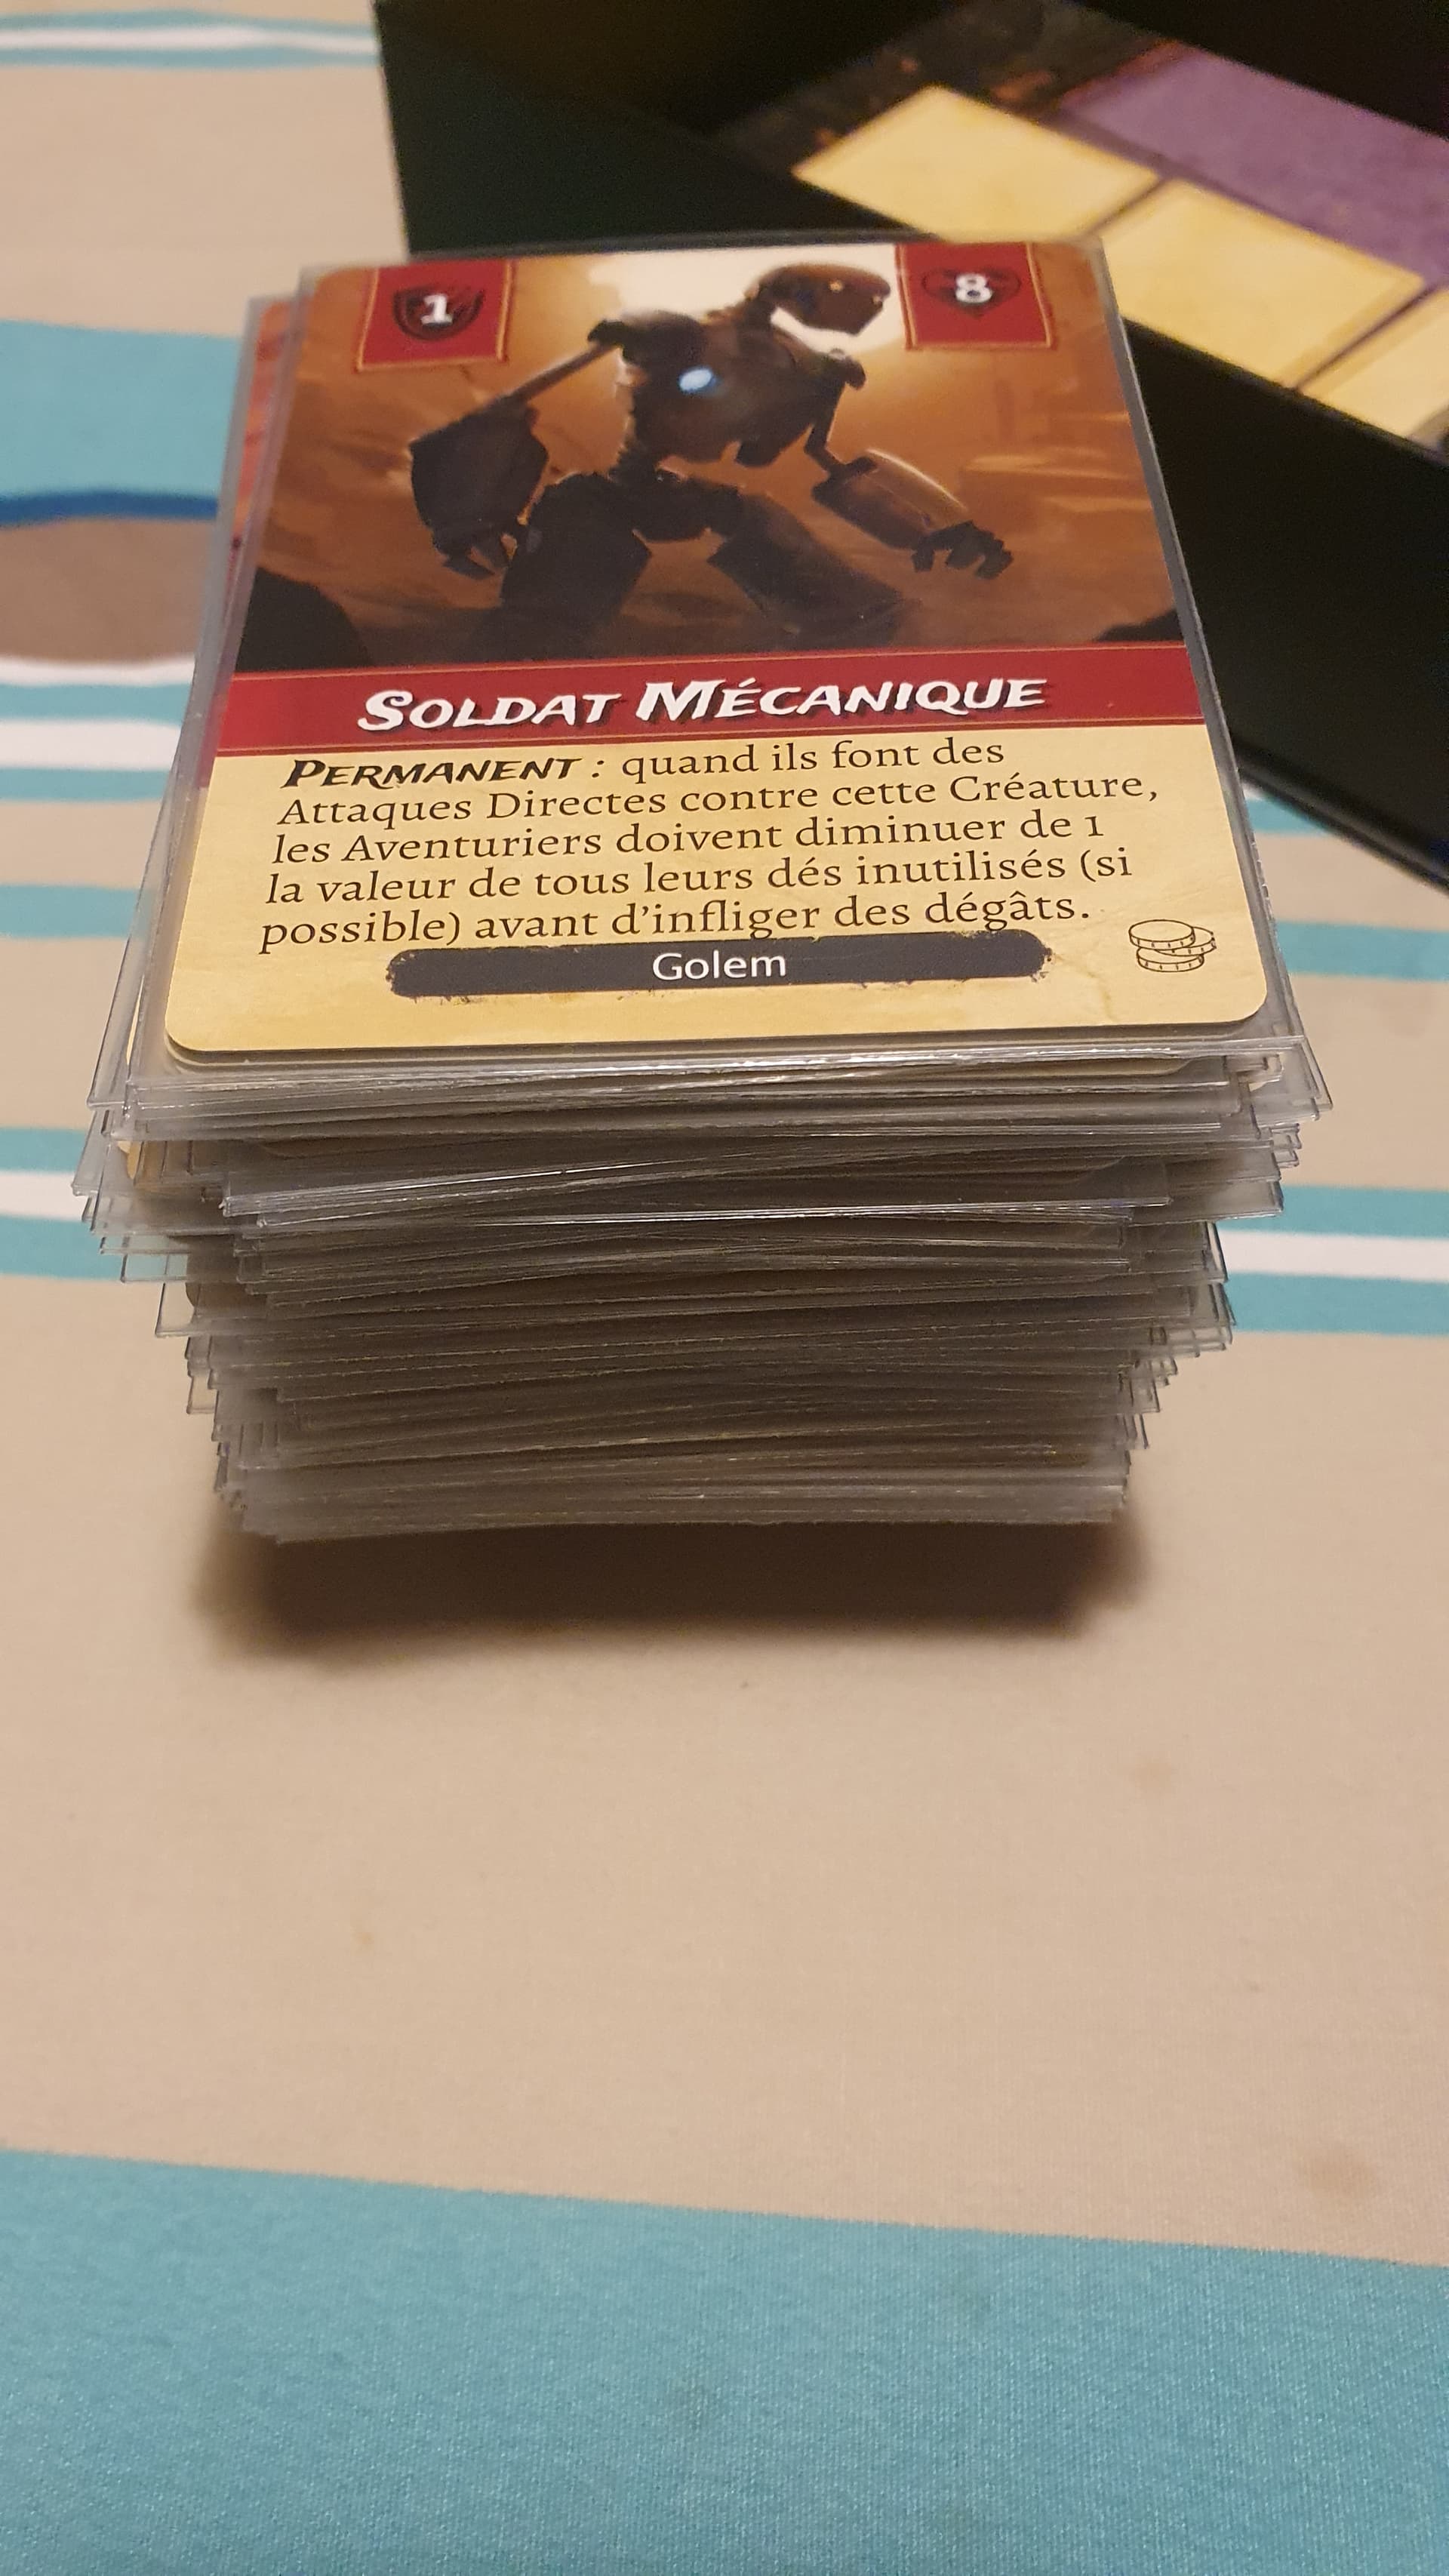 1
8
SOLDAT MÉCANIQUE
PERMANENT : quand ils font des
Attaques Directes contre cette Créature,
les Aventuriers doivent diminuer de 1
la valeur de tous leurs dés inutilisés (si
possible) avant d'infliger des dégâts.
Golem